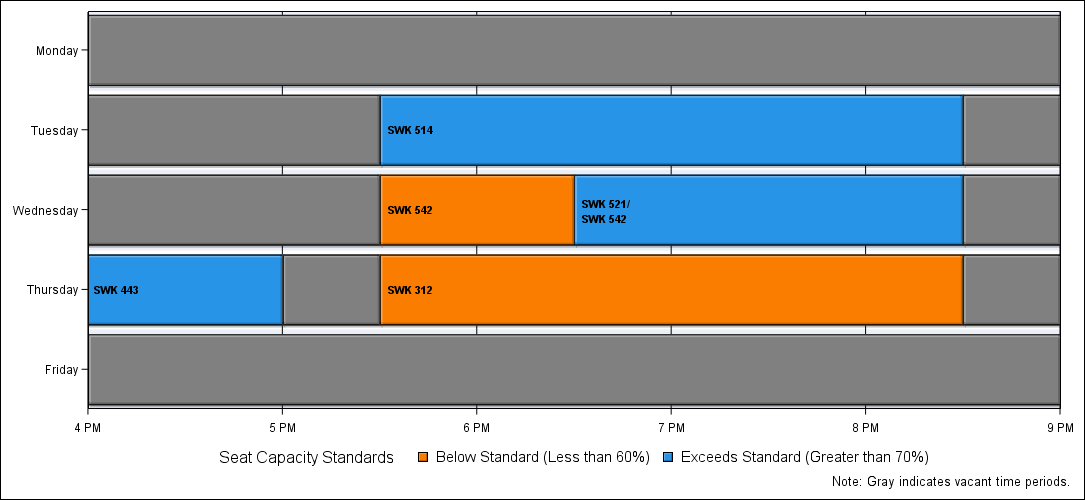 Monday
Tuesday
SWK 514
Wednesday
SWK 542
SWK 521/
SWK 542
Thursday
SWK 443
SWK 312
Friday
4 PM
5 PM
6 PM
7 PM
8 PM
9 PM
Seat Capacity Standards
Below Standard (Less than 60%)
Exceeds Standard (Greater than 70%)
Note: Gray indicates vacant time periods.